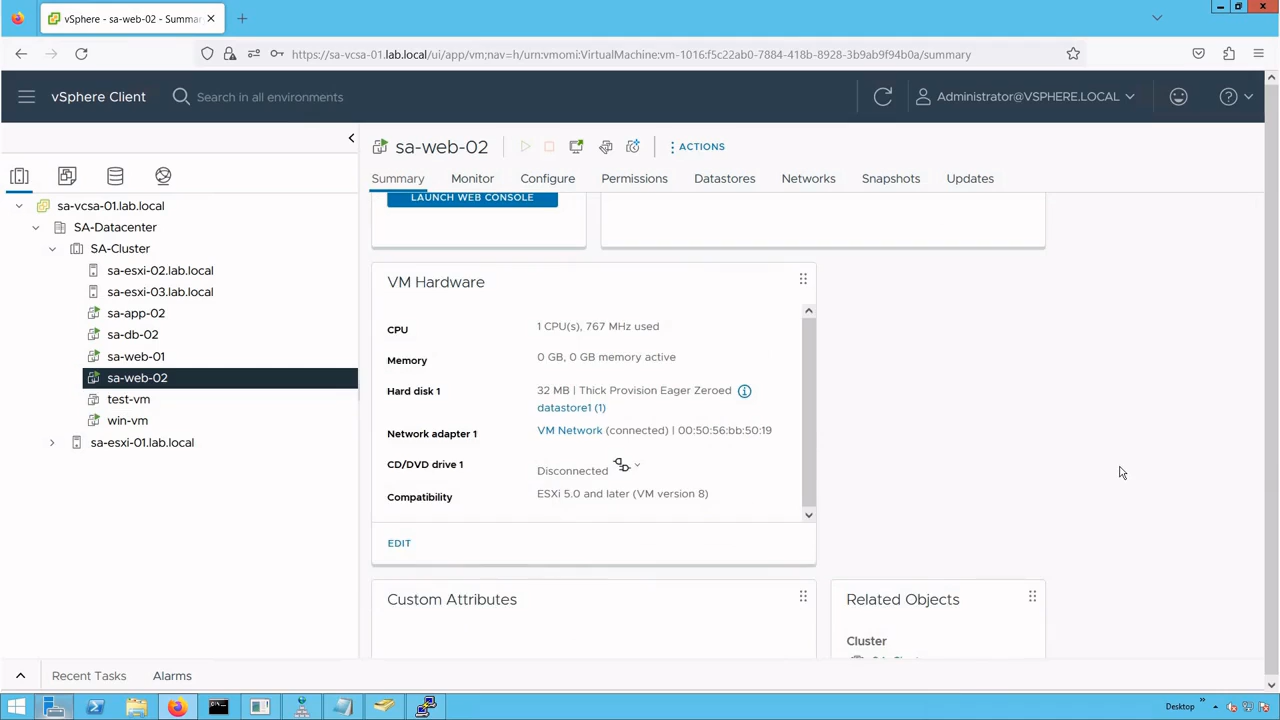 vSphere - sa-web-02 - Summa
https://sa-vcsa-01.lab.local/ui/app/vm;nav=h/urn:vmomi:VirtualMachine:vm-1016:f5c22ab0-7884-418b-8928-3b9ab9f94b0a/summary
vSphere Client
Search in all environments
Administrator@VSPHERE.LOCAL
sa-web-02
ACTIONS
Summary
Monitor
Configure
Permissions
Datastores
Networks
Snapshots
Updates
sa-vcsa-01.lab.local
SA-Datacenter
SA-Cluster
sa-esxi-02.lab.local
sa-esxi-03.lab.local
sa-app-02
sa-db-02
sa-web-01
sa-web-02
test-vm
win-vm
sa-esxi-01.lab.local
LAUNCH WEB CONSOLE
VM Hardware
CPU 1 CPU(s), 767 MHz used
Memory 0 GB, 0 GB memory active
Hard disk 1 32 MB | Thick Provision Eager Zeroed
datastore1 (1)
Network adapter 1 VM Network (connected) | 00:50:56:bb:50:19
CD/DVD drive 1 Disconnected
Compatibility ESXi 5.0 and later (VM version 8)
EDIT
Custom Attributes
Related Objects
Cluster
Recent Tasks
Alarms
Desktop